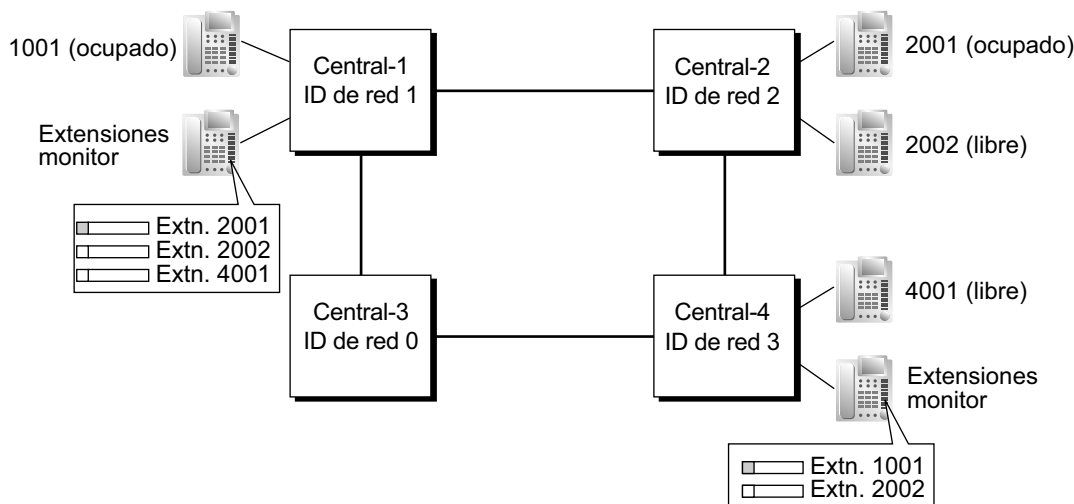 1001 (ocupado)
Central-1
ID de red 1
Central-2
ID de red 2
2001 (ocupado)
Extensiones
monitor
2002 (libre)
Extn. 2001
Extn. 2002
Extn. 4001
Central-3
ID de red 0
Central-4
ID de red 3
4001 (libre)
Extensiones
monitor
Extn. 1001
Extn. 2002